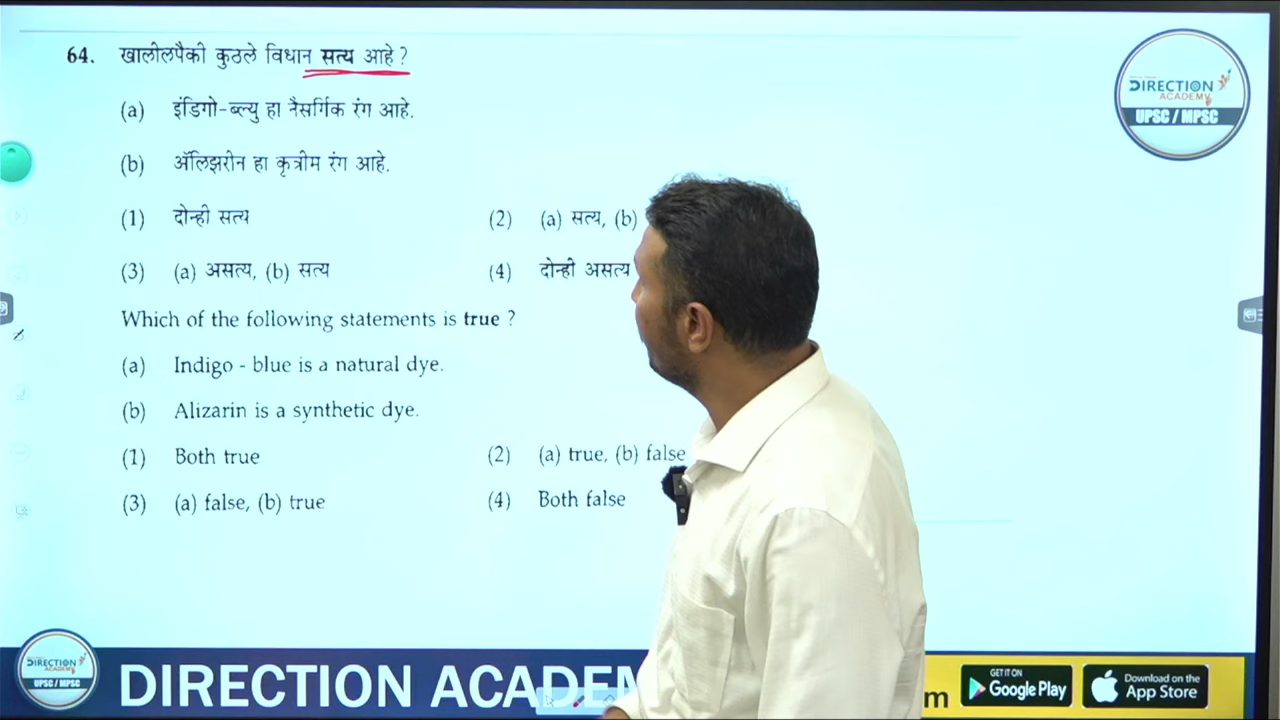 64. खालीलपैकी कुठले विधान सत्य आहे ?
(a) इंडिगो-ब्ल्यु हा नैसर्गिक रंग आहे.
(b) ॲलिझरीन हा कृत्रीम रंग आहे.
(1) दोन्ही सत्य (2) (a) सत्य, (b)
(3) (a) असत्य, (b) सत्य (4) दोन्ही असत्य
Which of the following statements is true ?
(a) Indigo - blue is a natural dye.
(b) Alizarin is a synthetic dye.
(1) Both true (2) (a) true, (b) false
(3) (a) false, (b) true (4) Both false
DIRECTION
ACADEMY
UPSC / MPSC
DIRECTION
ACADEMY
UPSC / MPSC
DIRECTION ACADEM
m
GET IT ON
Google Play
Download on the
App Store